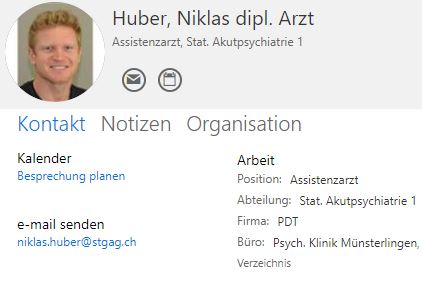 Huber, Niklas dipl. Arzt
Assistenzarzt, Stat. Akutpsychiatrie 1
Kontakt Notizen Organisation
Kalender
Besprechung planen
e-mail senden
niklas.huber@stgag.ch
Arbeit
Position: Assistenzarzt
Abteilung: Stat. Akutpsychiatrie 1
Firma: PDT
Büro: Psych. Klinik Münsterlingen,
Verzeichnis